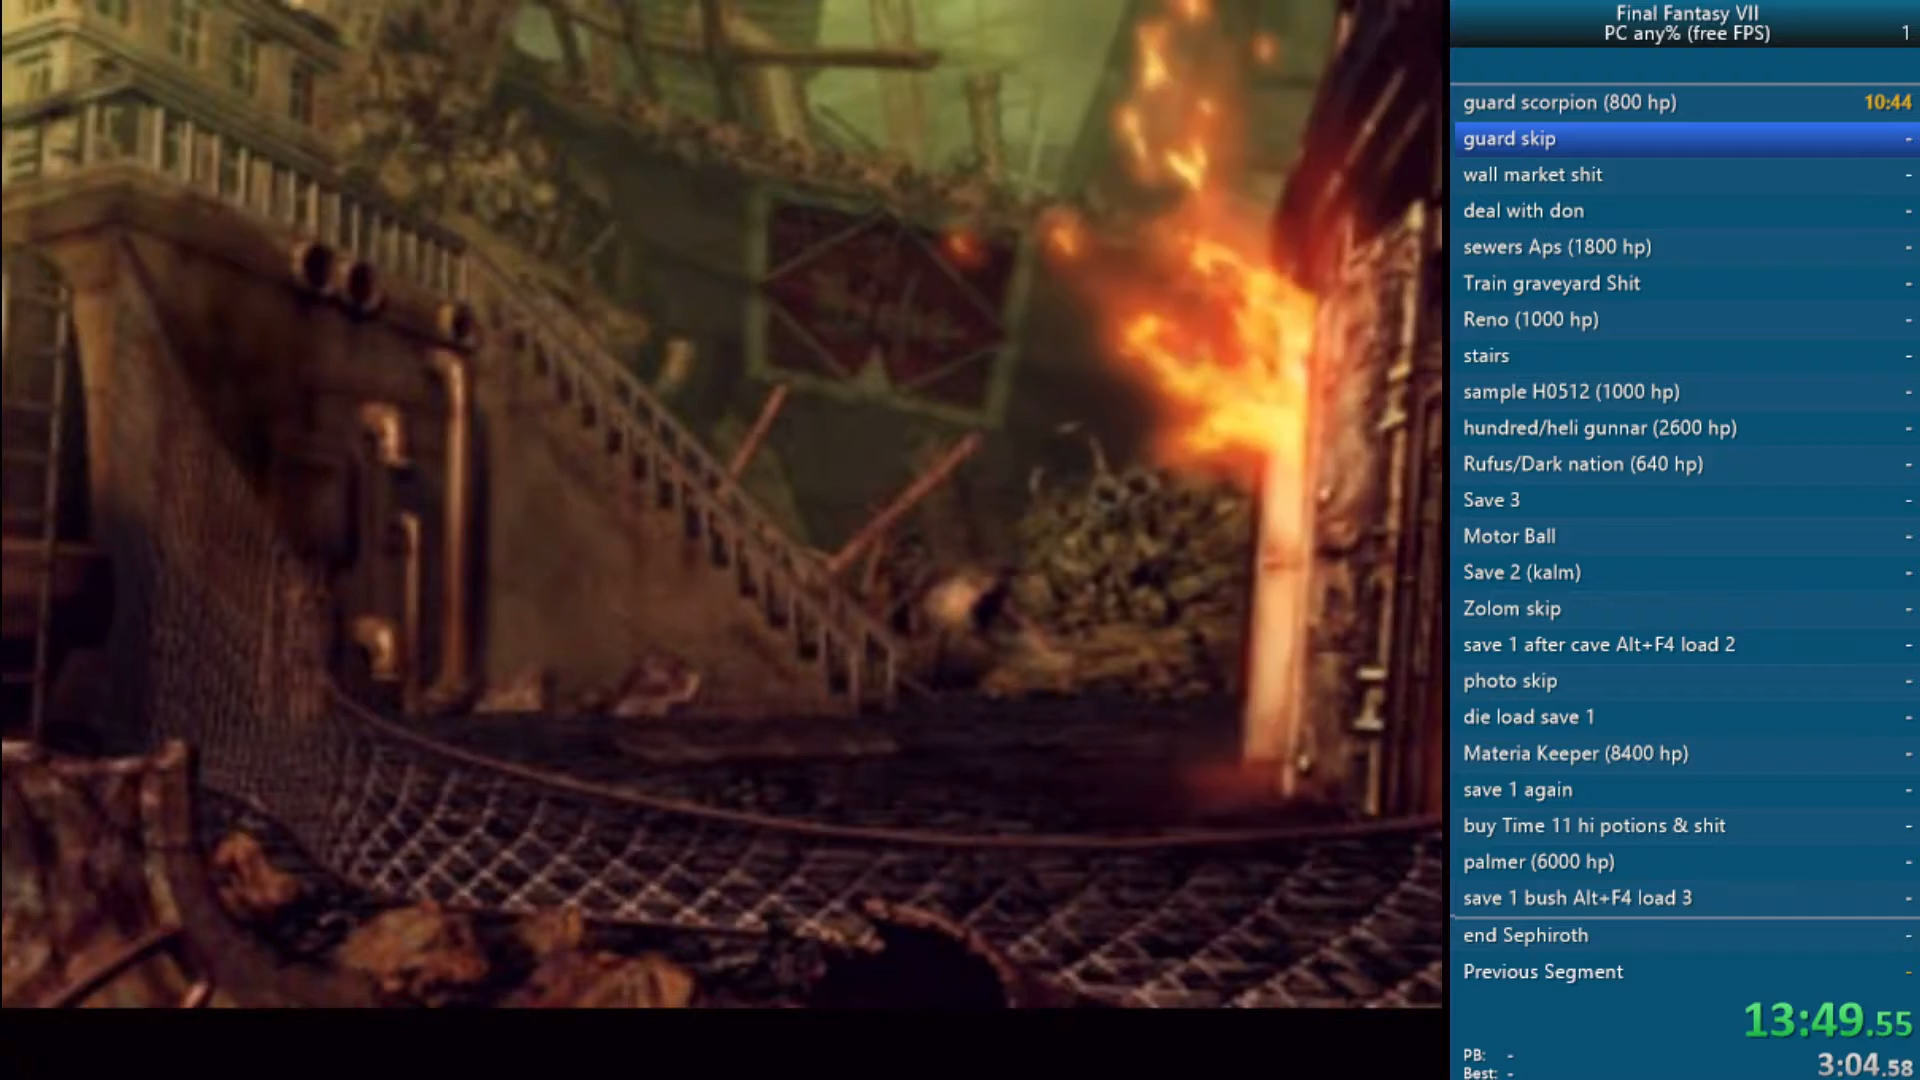 Final Fantasy VII
PC any% (free FPS) 1
guard scorpion (800 hp) 10:44
guard skip -
wall market shit -
deal with don -
sewers Aps (1800 hp) -
Train graveyard Shit -
Reno (1000 hp) -
stairs -
sample H0512 (1000 hp) -
hundred/heli gunnar (2600 hp) -
Rufus/Dark nation (640 hp) -
Save 3 -
Motor Ball -
Save 2 (kalm) -
Zolom skip -
save 1 after cave Alt+F4 load 2 -
photo skip -
die load save 1 -
Materia Keeper (8400 hp) -
save 1 again -
buy Time 11 hi potions & shit -
palmer (6000 hp) -
save 1 bush Alt+F4 load 3 -
end Sephiroth -
Previous Segment -
13:49.55
PB: -
Best: - 3:04.58